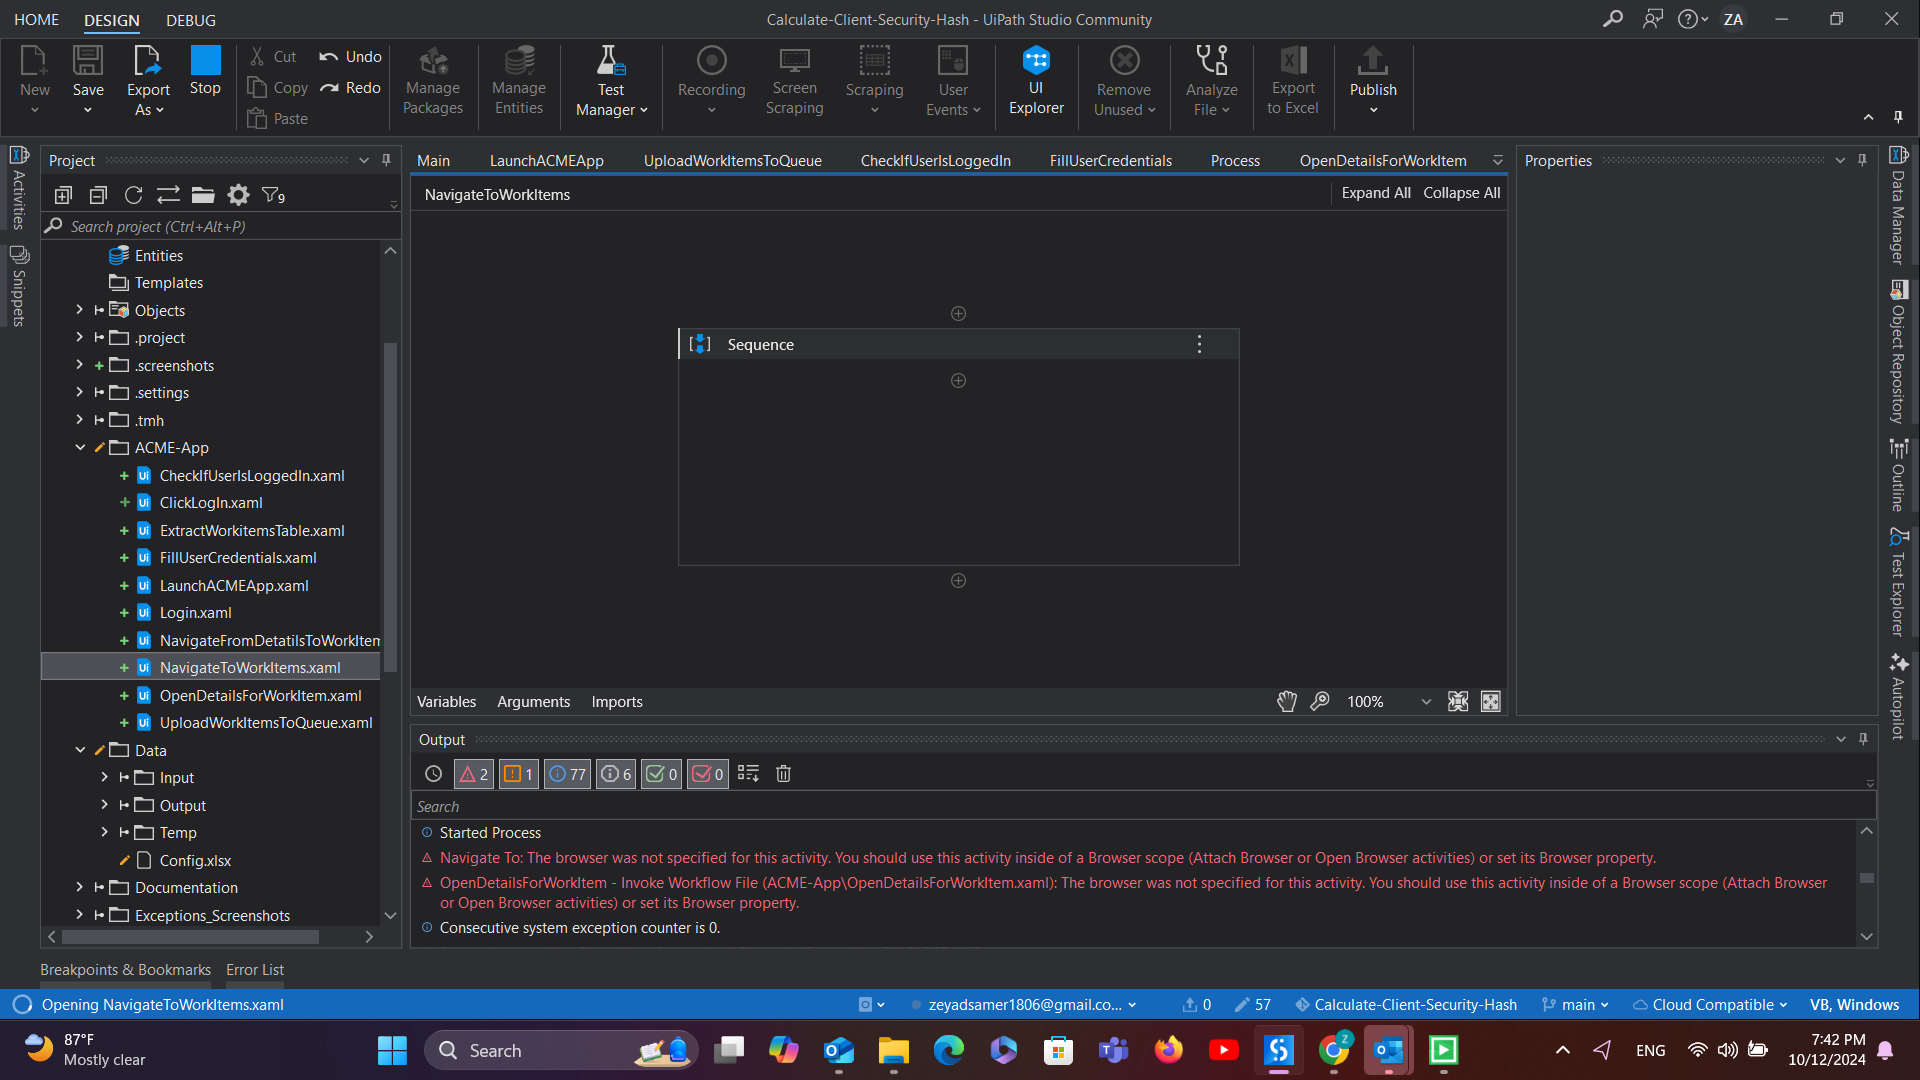 HOME DESIGN DEBUG
Calculate-Client-Security-Hash - UiPath Studio Community
ZA
New
Save
Export As
Stop
Cut
Copy
Paste
Undo
Redo
Manage Packages
Manage Entities
Test Manager
Recording
Screen Scraping
Scraping
User Events
UI Explorer
Remove Unused
Analyze File
Export to Excel
Publish
Activities
Snippets
Project
9
Search project (Ctrl+Alt+P)
Entities
Templates
Objects
.project
.screenshots
.settings
.tmh
ACME-App
CheckIfUserIsLoggedIn.xaml
ClickLogIn.xaml
ExtractWorkitemsTable.xaml
FillUserCredentials.xaml
LaunchACMEApp.xaml
Login.xaml
NavigateFromDetatilsToWorkItem
NavigateToWorkItems.xaml
OpenDetailsForWorkItem.xaml
UploadWorkItemsToQueue.xaml
Data
Input
Output
Temp
Config.xlsx
Documentation
Exceptions_Screenshots
Main LaunchACMEApp UploadWorkItemsToQueue CheckIfUserIsLoggedIn FillUserCredentials Process OpenDetailsForWorkItem
NavigateToWorkItems
Expand All Collapse All
Sequence
Variables Arguments Imports
100%
Properties
Data Manager
Object Repository
Outline
Test Explorer
Autopilot
Output
2 1 77 6 0 0
Search
Started Process
Navigate To: The browser was not specified for this activity. You should use this activity inside of a Browser scope (Attach Browser or Open Browser activities) or set its Browser property.
OpenDetailsForWorkItem - Invoke Workflow File (ACME-App\OpenDetailsForWorkItem.xaml): The browser was not specified for this activity. You should use this activity inside of a Browser scope (Attach Browser
or Open Browser activities) or set its Browser property.
Consecutive system exception counter is 0.
Breakpoints & Bookmarks Error List
Opening NavigateToWorkItems.xaml
zeyadsamer1806@gmail.co...
0
57
Calculate-Client-Security-Hash
main
Cloud Compatible
VB, Windows
87°F
Mostly clear
Search
Z
ENG
7:42 PM
10/12/2024